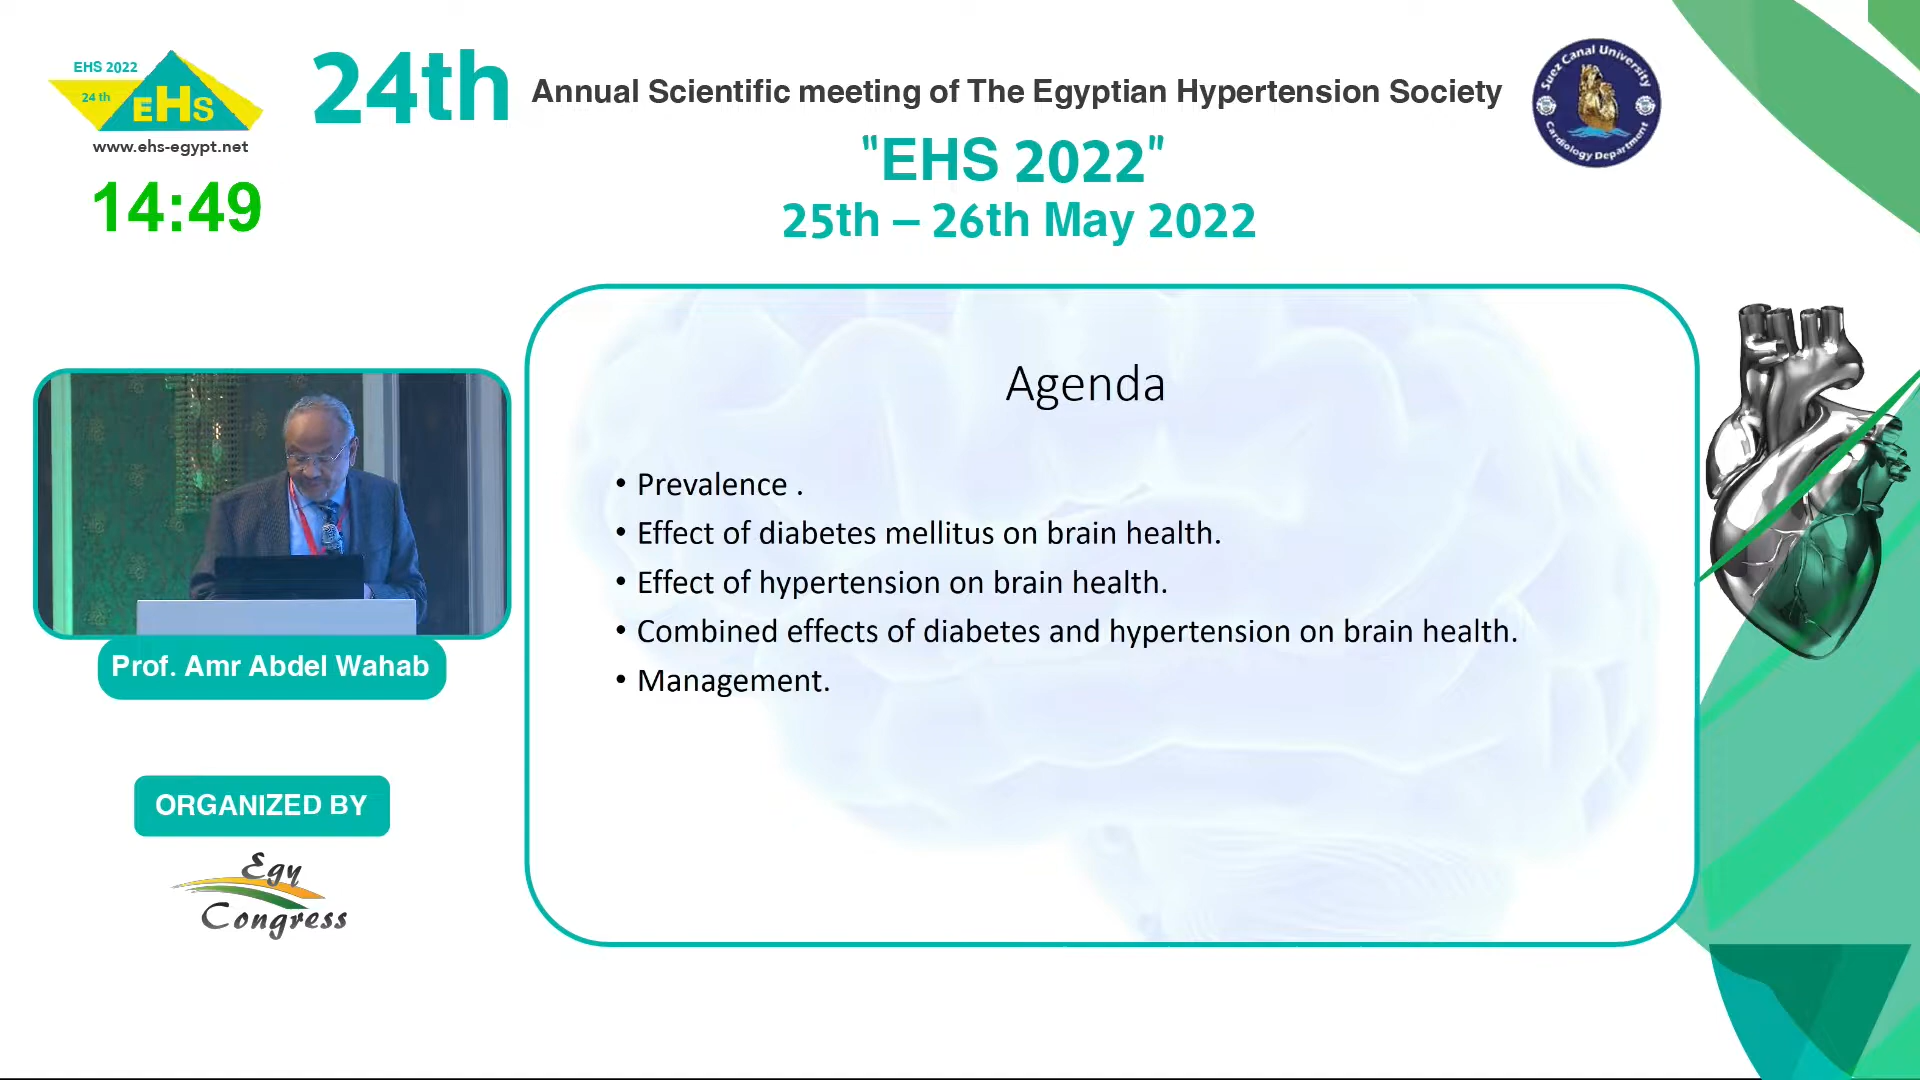 EHS 2022
24 th
EHS
www.ehs-egypt.net
14:49
24th Annual Scientific meeting of The Egyptian Hypertension Society
"EHS 2022"
25th – 26th May 2022
Suez Canal University
Cardiology Department
Agenda
• Prevalence .
• Effect of diabetes mellitus on brain health.
• Effect of hypertension on brain health.
• Combined effects of diabetes and hypertension on brain health.
• Management.
Prof. Amr Abdel Wahab
ORGANIZED BY
Egy
Congress